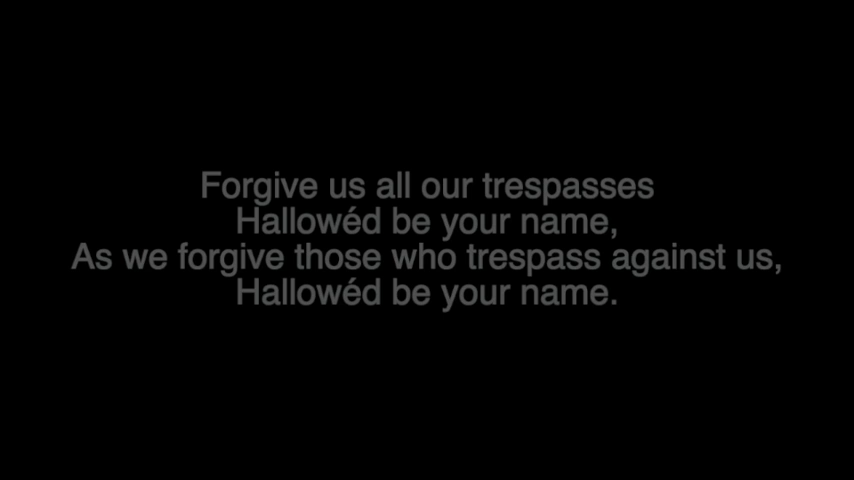 Forgive us all our trespasses
Hallowéd be your name,
As we forgive those who trespass against us,
Hallowéd be your name.